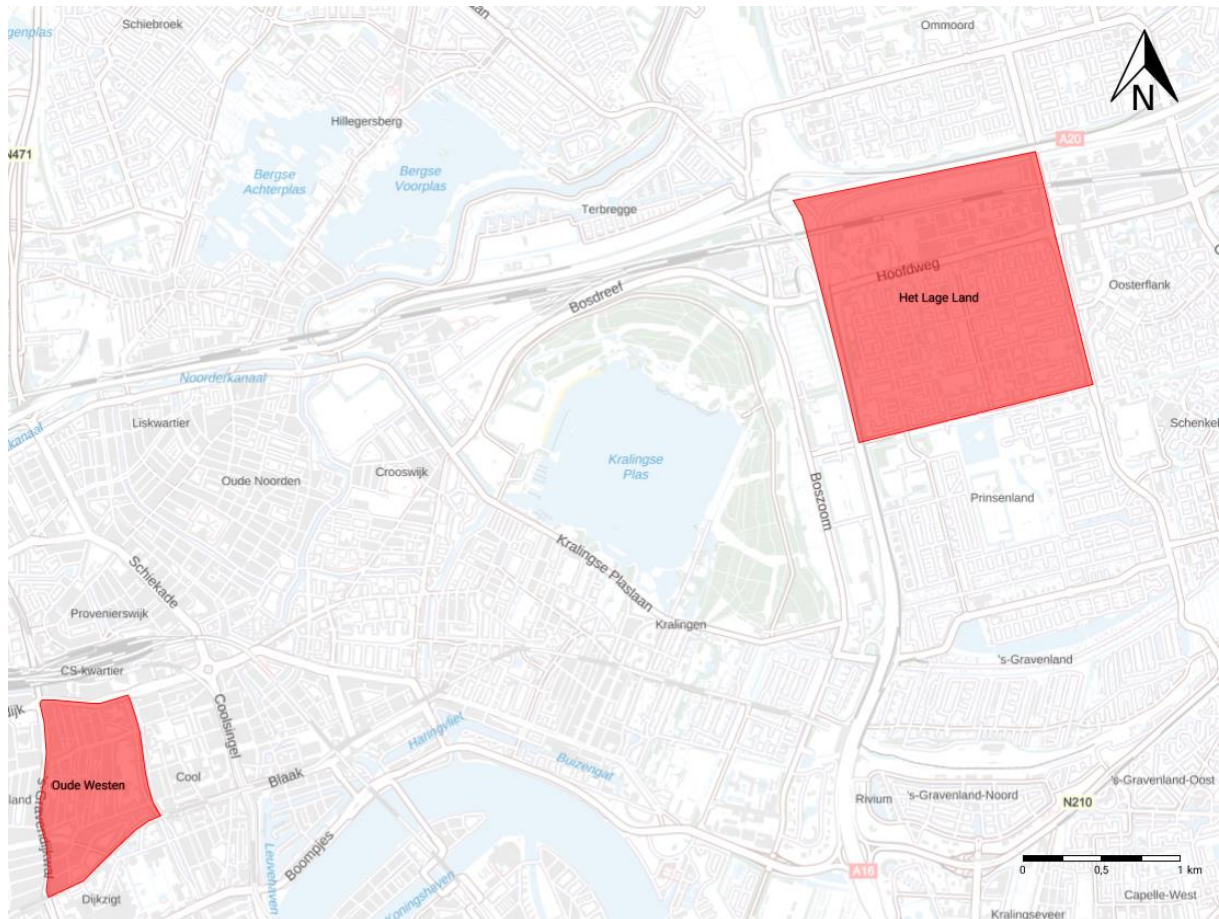 Schiebroek
Ommoord
genplas
Hillegersberg
N471
A20
N
Bergse
Achterplas
Bergse
Voorplas
Terbregge
Hoofdweg
Bosdreef
Het Lage Land
Oosterflank
Noorderkanaal
Liskwartier
Schenkel
kanaal
Crooswijk
Oude Noorden
Kralingse
Plas
Boszoom
Prinsenland
Kralingse Plaslaan
Schiekade
Provenierswijk
Kralingen
's-Gravenland
CS-kwartier
dijk
Coolsingel
Haringvliet
Cool
Blaak
Buizengat
Oude Westen
's-Gravendijkwal
land
's-Gravenland-Oost
Rivium
's-Gravenland-Noord
N210
Boompjes
Leuvehaven
Koningshaven
A16
0
0,5
1 km
Dijkzigt
Capelle-West
Kralingseveer